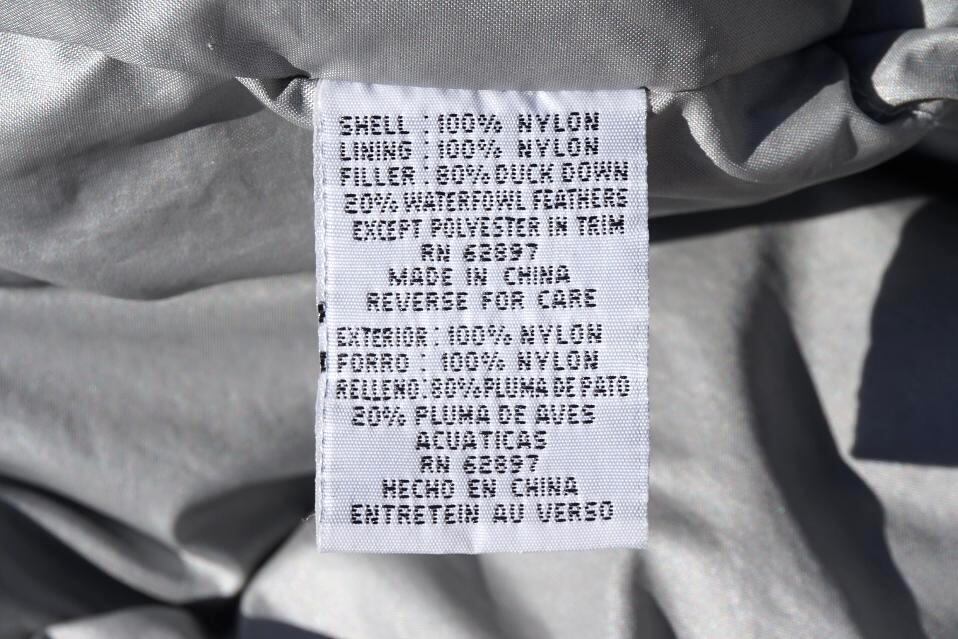 SHELL : 100% NYLON
LINING : 100% NYLON
FILLER : 80% DUCK DOWN
20% WATERFOWL FEATHERS
EXCEPT POLYESTER IN TRIM
RN 62897
MADE IN CHINA
REVERSE FOR CARE
EXTERIOR : 100% NYLON
FORRO : 100% NYLON
RELLENO : 80% PLUMA DE PATO
20% PLUMA DE AVES
ACUATICAS
RN 62897
HECHO EN CHINA
ENTRETEIN AU VERSO